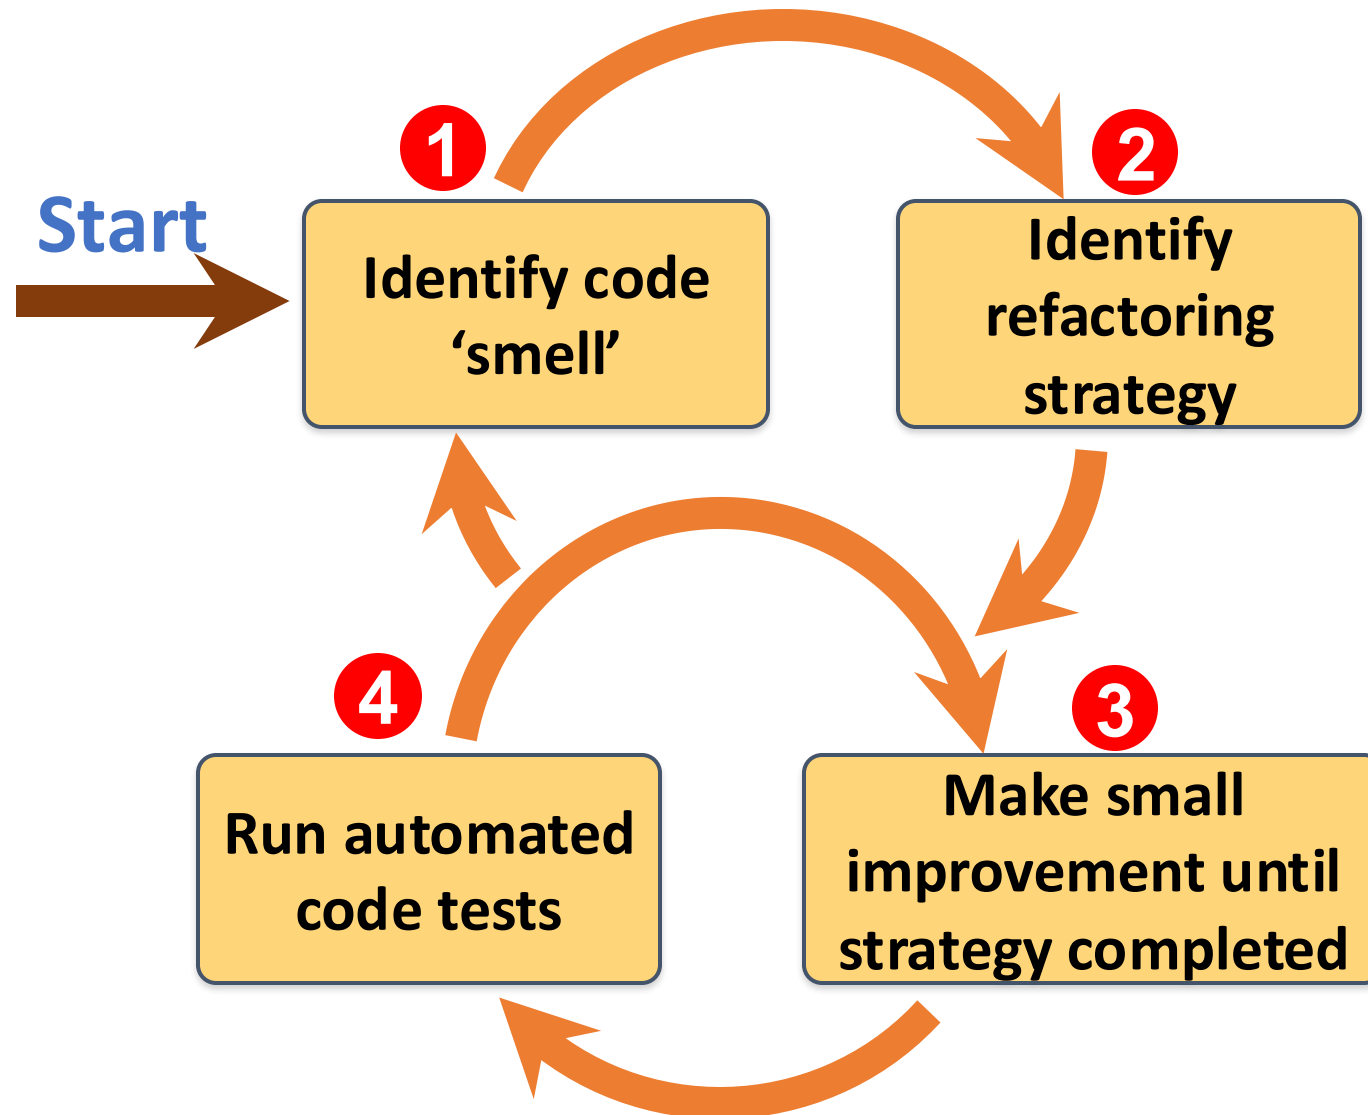 Start
1
Identify code
‘smell’
2
Identify
refactoring
strategy
3
Make small
improvement until
strategy completed
4
Run automated
code tests